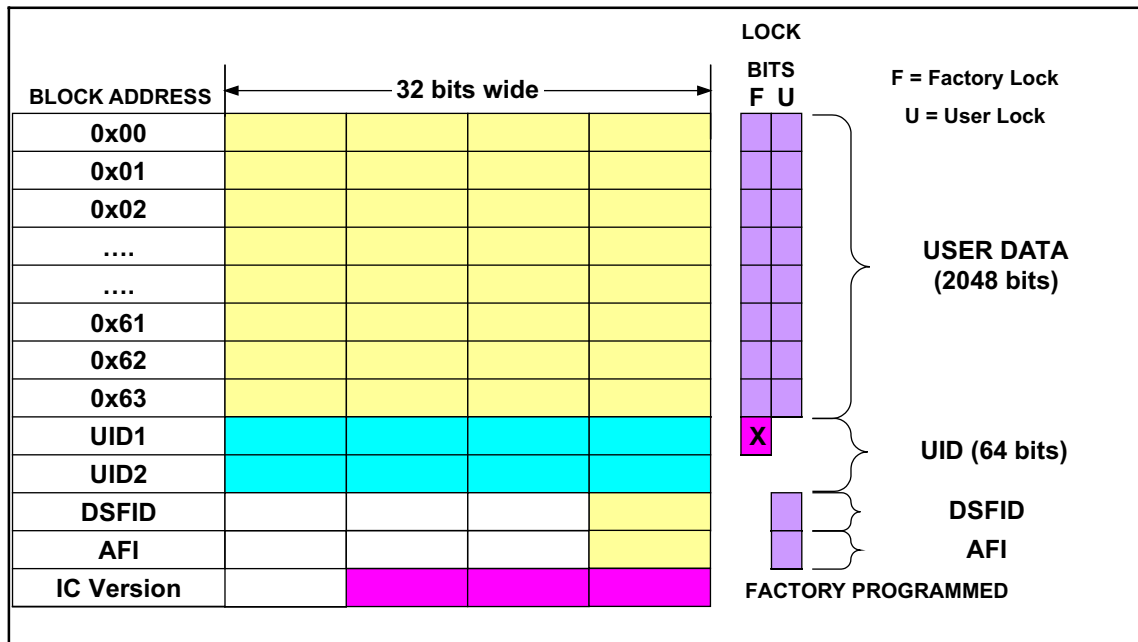 LOCK
BITS
F U
F = Factory Lock
U = User Lock
BLOCK ADDRESS
32 bits wide
0x00
0x01
0x02
....
....
0x61
0x62
0x63
UID1
UID2
DSFID
AFI
IC Version
X
USER DATA
(2048 bits)
UID (64 bits)
DSFID
AFI
FACTORY PROGRAMMED